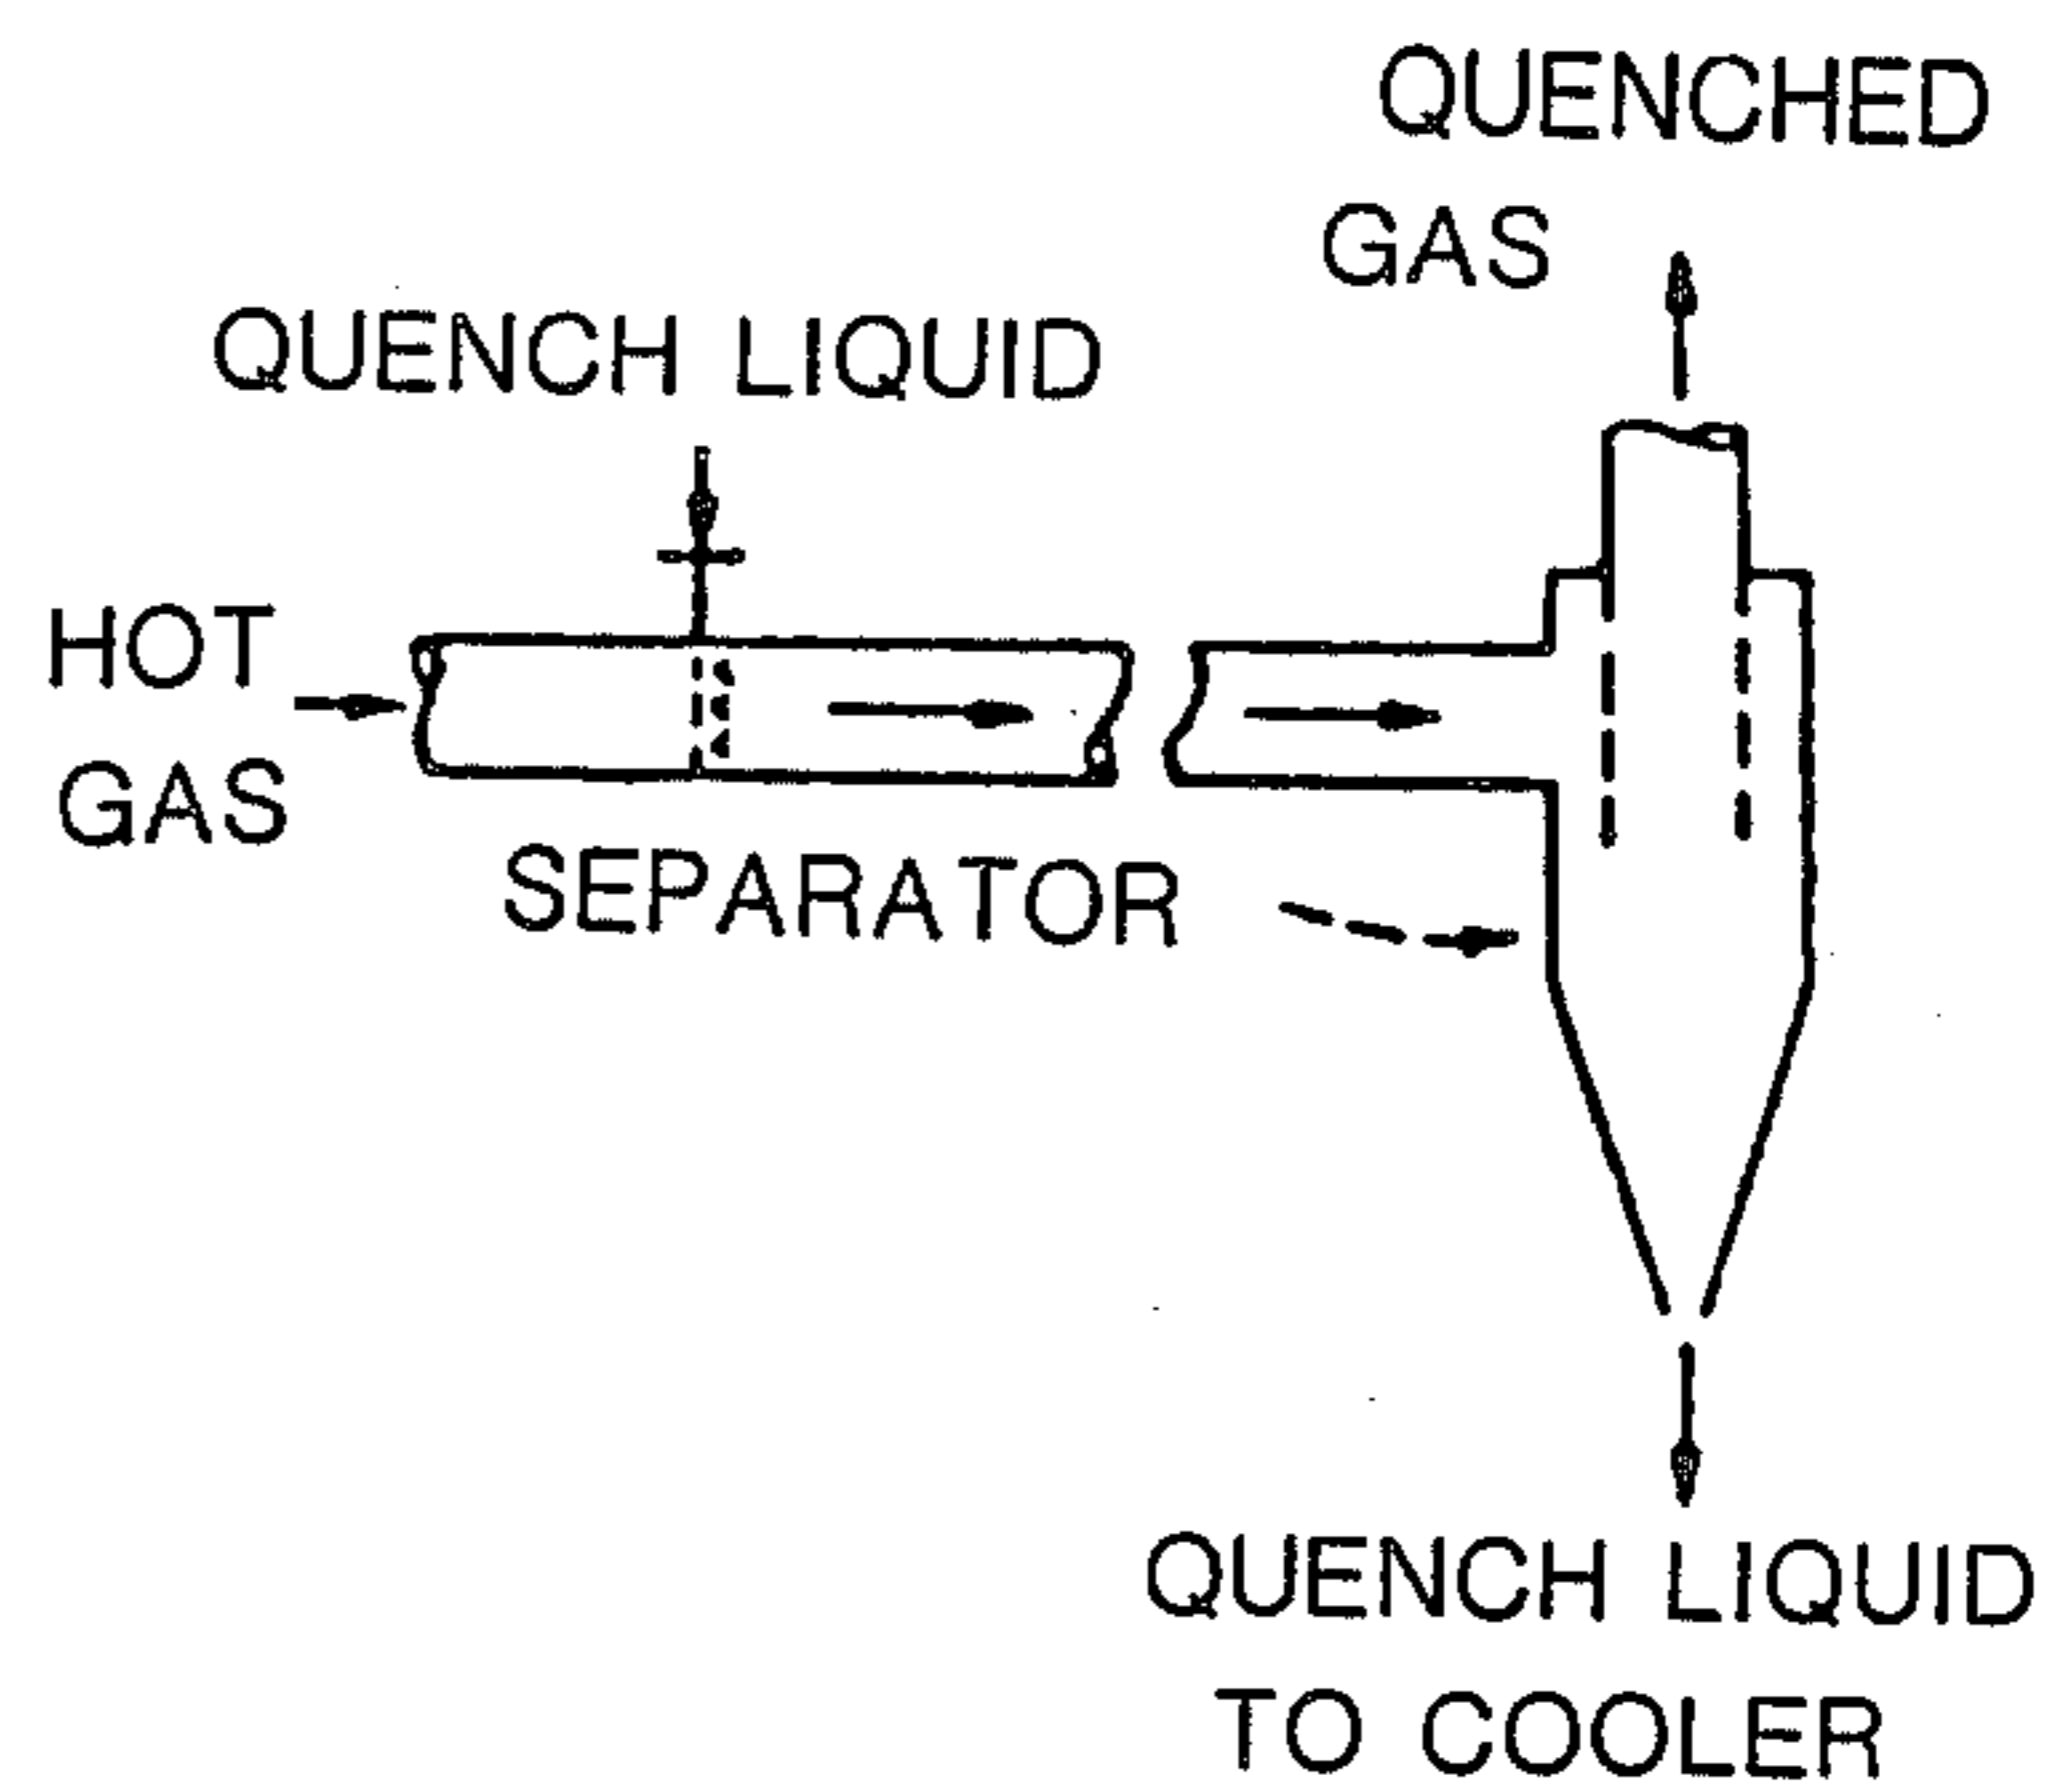 QUENCHED
GAS
QUENCH LIQUID
HOT
GAS
SEPARATOR
QUENCH LIQUID
TO COOLER